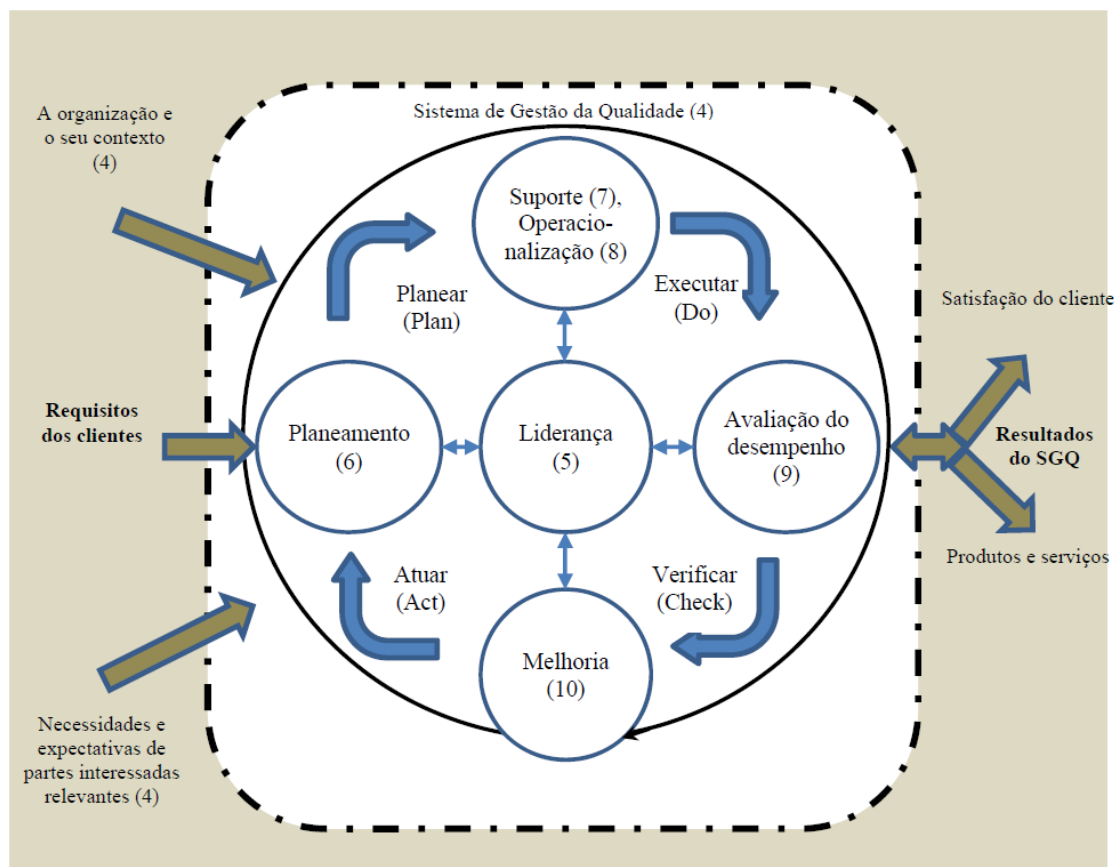 Sistema de Gestão da Qualidade (4)
A organização e
o seu contexto
(4)
Suporte (7),
Operacio-
nalização (8)
Planear
(Plan)
Executar
(Do)
Satisfação do cliente
Requisitos
dos clientes
Planeamento
(6)
Liderança
(5)
Avaliação do
desempenho
(9)
Resultados
do SGQ
Atuar
(Act)
Verificar
(Check)
Produtos e serviços
Melhoria
(10)
Necessidades e
expectativas de
partes interessadas
relevantes (4)